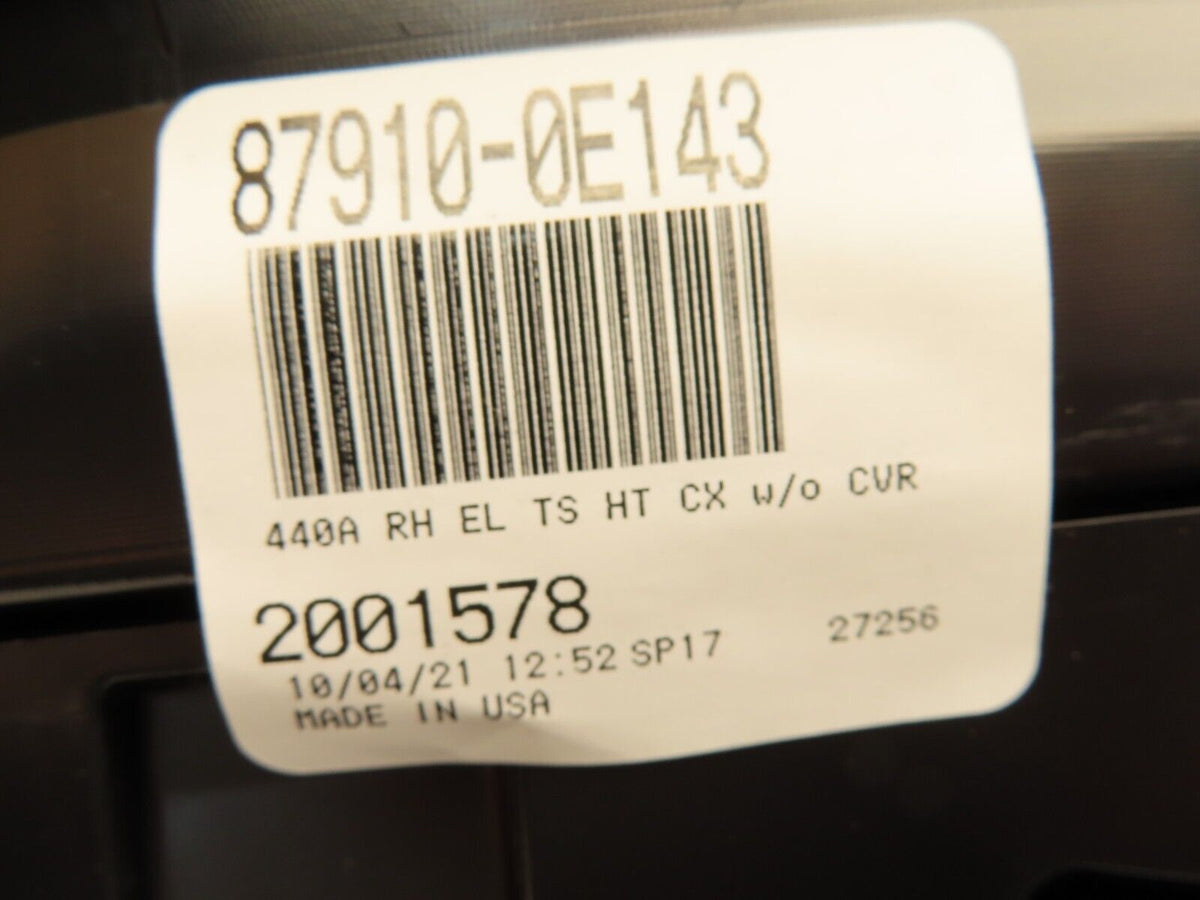 87910-0E143
440A RH EL TS HT CX w/o CVR
2001578
10/04/21 12:52 SP17 27256
MADE IN USA